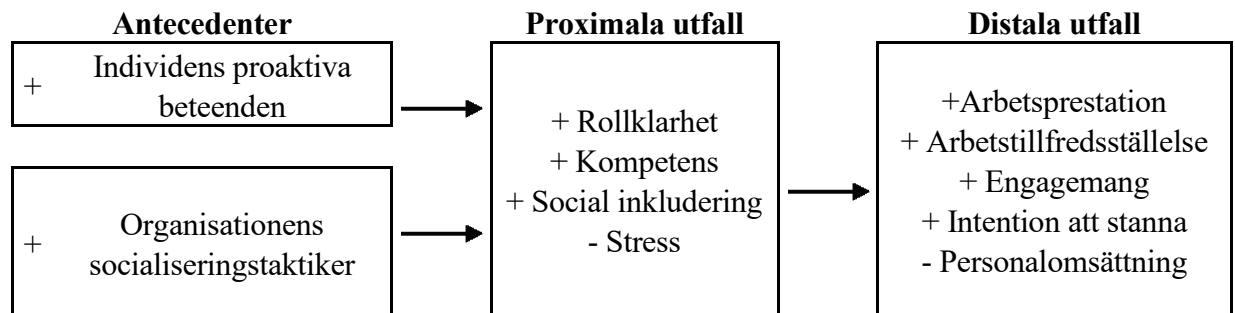 Antecedenter
+ Individens proaktiva
beteenden
+ Organisationens
socialiseringstaktiker
Proximala utfall
+ Rollklarhet
+ Kompetens
+ Social inkludering
- Stress
Distala utfall
+Arbetsprestation
+ Arbetstillfredsställelse
+ Engagemang
+ Intention att stanna
- Personalomsättning